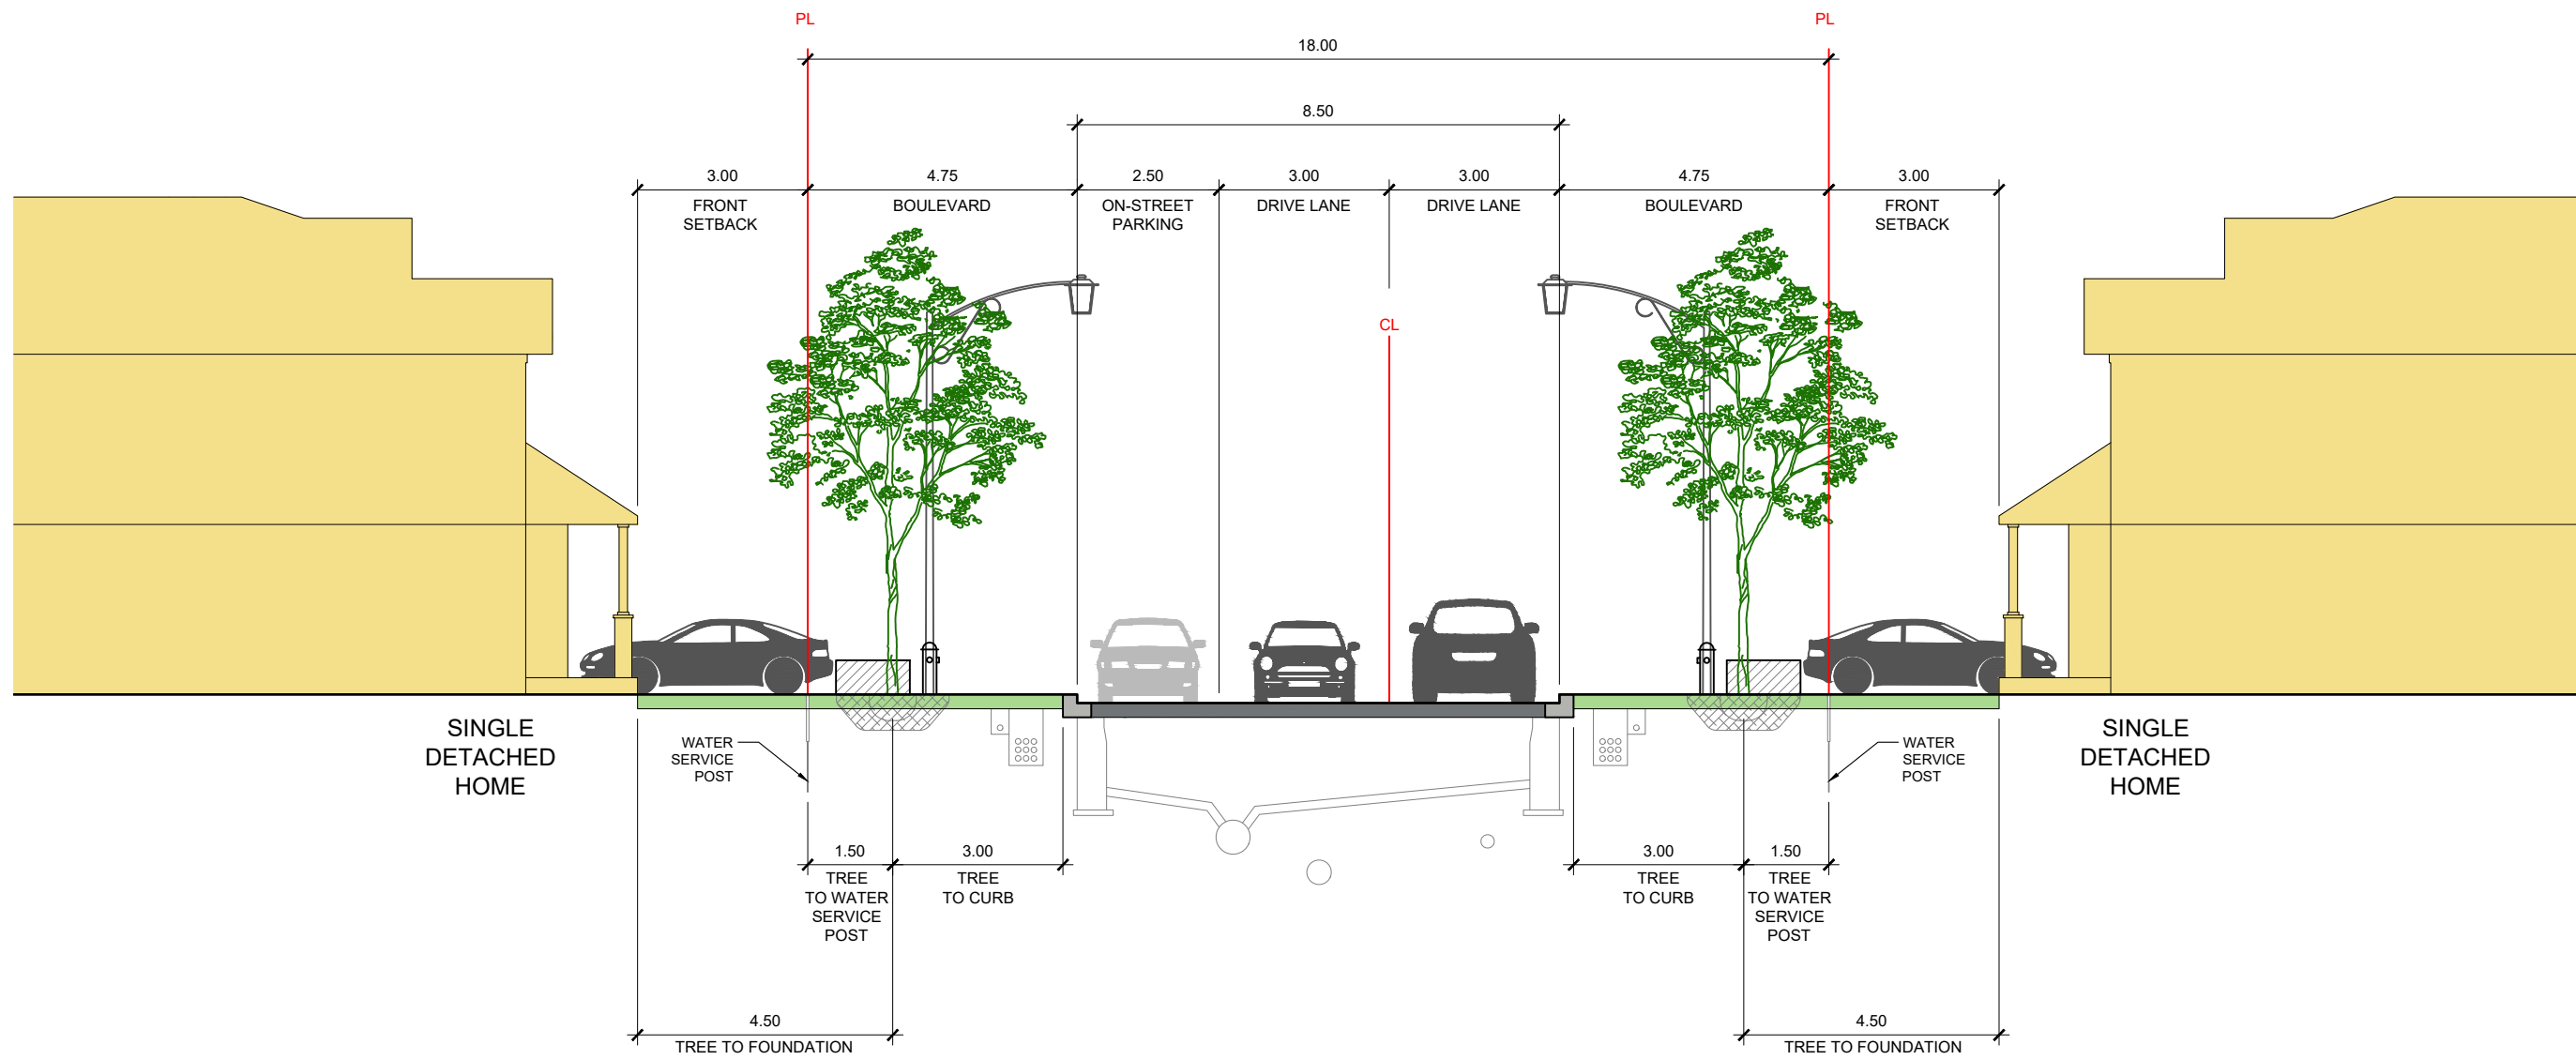 PL
PL
18.00
8.50
3.00
4.75
2.50
3.00
3.00
4.75
3.00
FRONT
SETBACK
BOULEVARD
ON-STREET
PARKING
DRIVE LANE
DRIVE LANE
BOULEVARD
FRONT
SETBACK
CL
SINGLE
DETACHED
HOME
WATER
SERVICE
POST
WATER
SERVICE
POST
SINGLE
DETACHED
HOME
1.50
3.00
3.00
1.50
TREE
TO WATER
SERVICE
POST
TREE
TO CURB
TREE
TO CURB
TREE
TO WATER
SERVICE
POST
4.50
TREE TO FOUNDATION
4.50
TREE TO FOUNDATION